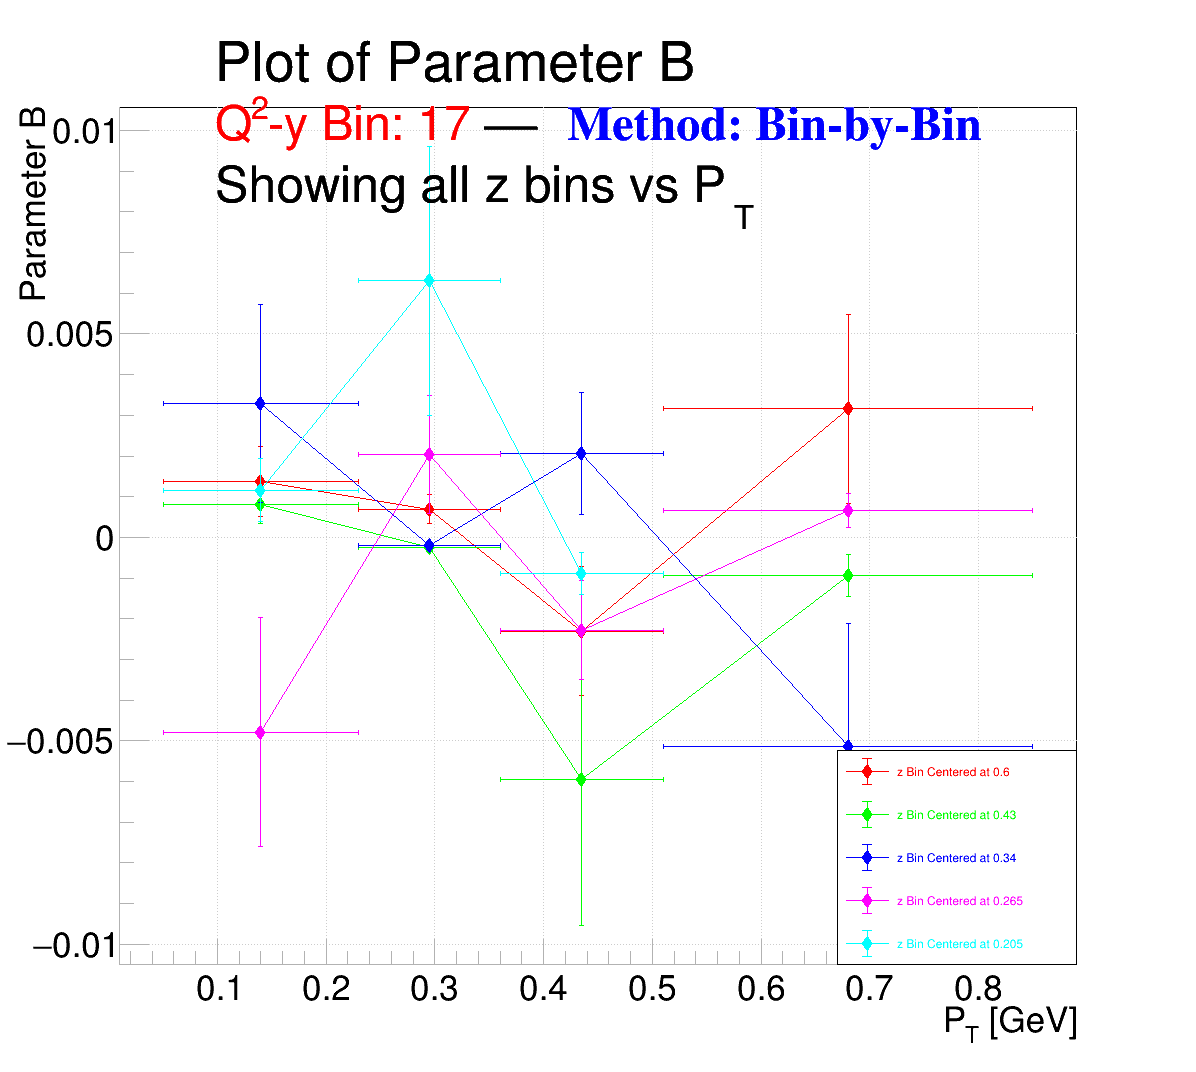 Plot of Parameter B
Q²-y Bin: 17 — Method: Bin-by-Bin
Showing all z bins vs P_T
Parameter B
0.01
0.005
0
−0.005
−0.01
z Bin Centered at 0.6
z Bin Centered at 0.43
z Bin Centered at 0.34
z Bin Centered at 0.265
z Bin Centered at 0.205
0.1 0.2 0.3 0.4 0.5 0.6 0.7 0.8
P_T [GeV]